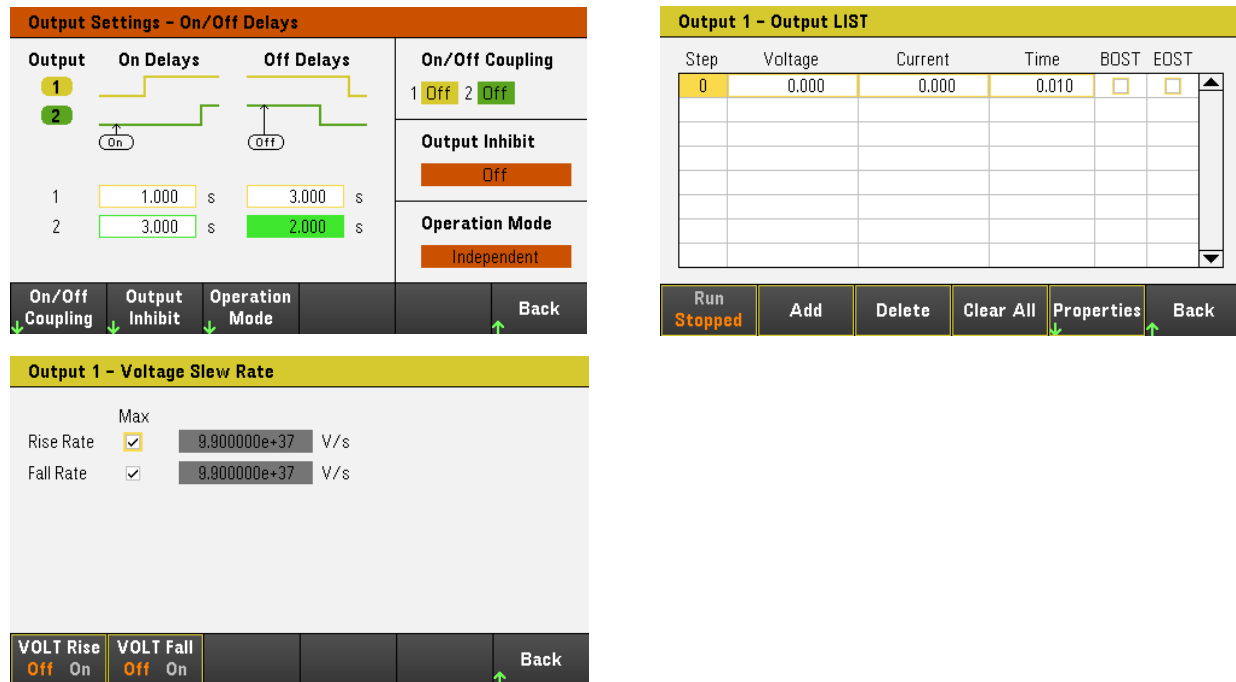 Output Settings - On/Off Delays
Output On Delays Off Delays
1
2
On Off
1 1.000 s 3.000 s
2 3.000 s 2.000 s
On/Off Coupling
1 Off 2 Off
Output Inhibit
Off
Operation Mode
Independent
On/Off Coupling Output Inhibit Operation Mode Back
Output 1 - Output LIST
Step Voltage Current Time BOST EOST
0 0.000 0.000 0.010
Run Stopped Add Delete Clear All Properties Back
Output 1 - Voltage Slew Rate
Max
Rise Rate 9.900000e+37 V/s
Fall Rate 9.900000e+37 V/s
VOLT Rise VOLT Fall
Off On Off On Back